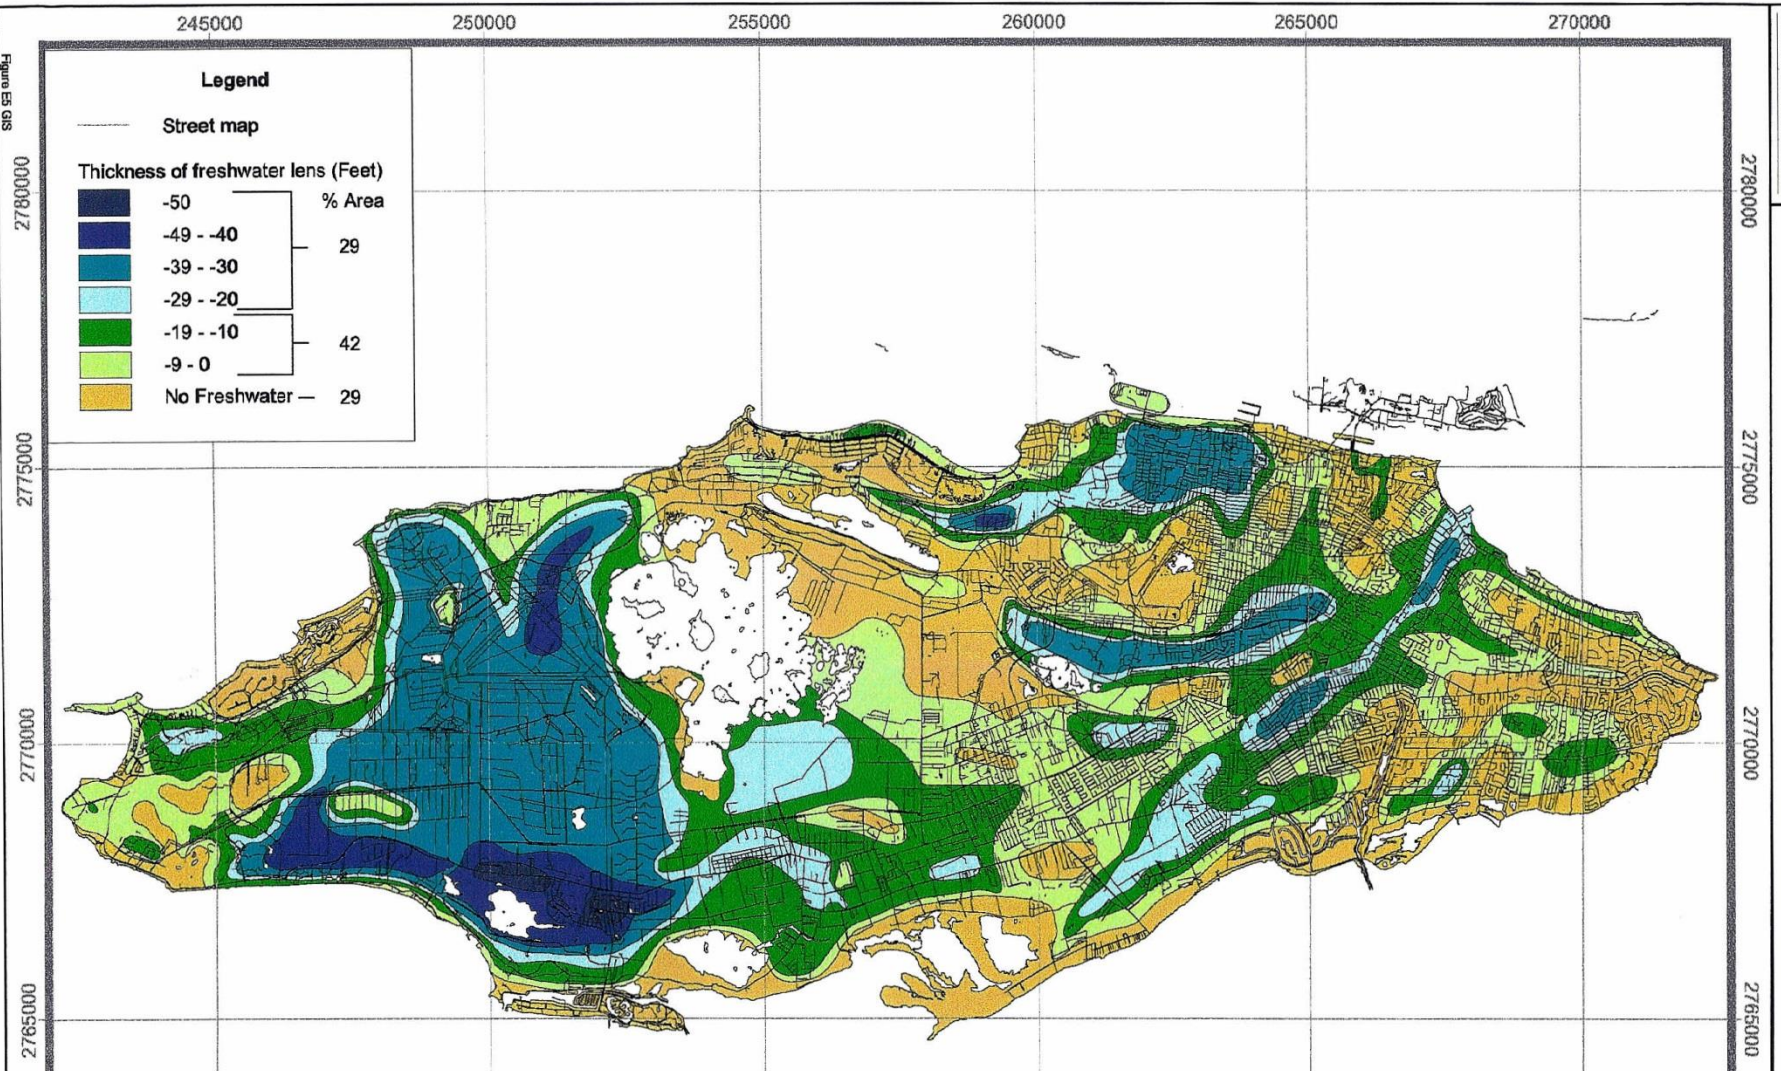 245000 250000 255000 260000 265000 270000
Figure E5 GIS
Legend
Street map
Thickness of freshwater lens (Feet)
-50 % Area
-49 - -40
29
-39 - -30
-29 - -20
-19 - -10
42
-9 - 0
No Freshwater — 29
2780000 2780000
2775000 2775000
2770000 2770000
2765000 2765000